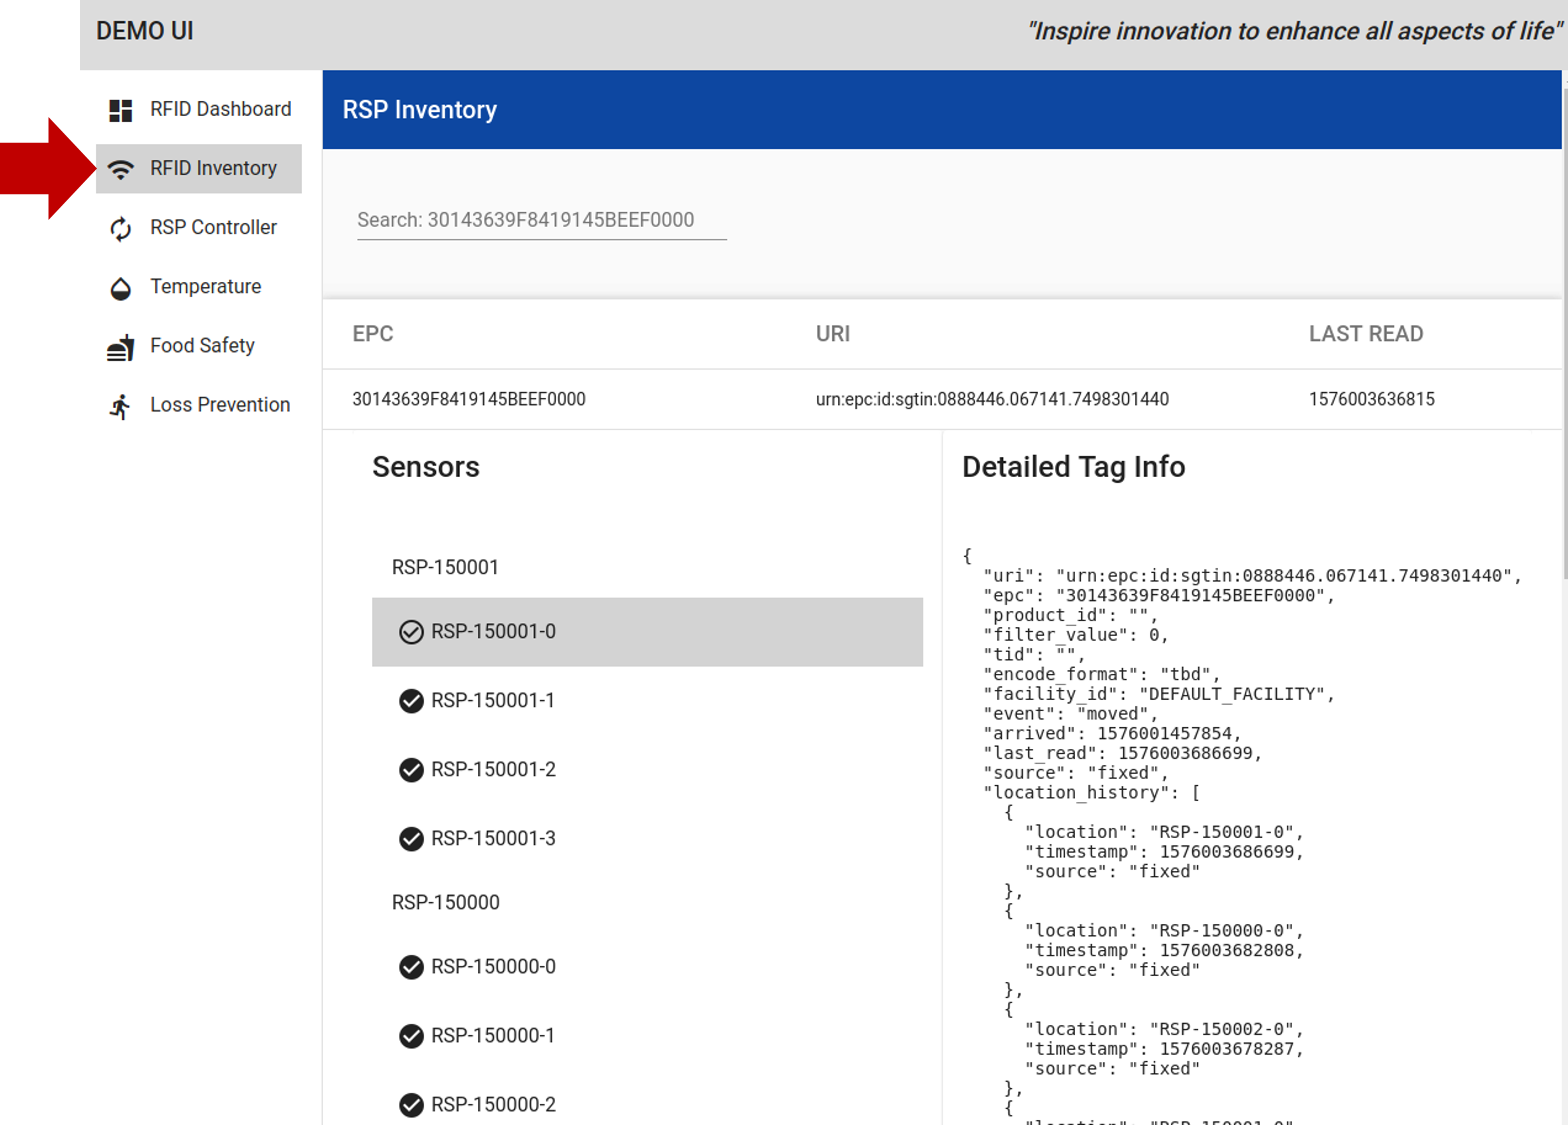 DEMO UI
"Inspire innovation to enhance all aspects of life"
RFID Dashboard
RFID Inventory
RSP Controller
Temperature
Food Safety
Loss Prevention
RSP Inventory
Search: 30143639F8419145BEEF0000
EPC URI LAST READ
30143639F8419145BEEF0000 urn:epc:id:sgtin:0888446.067141.7498301440 1576003636815
Sensors
RSP-150001
RSP-150001-0
RSP-150001-1
RSP-150001-2
RSP-150001-3
RSP-150000
RSP-150000-0
RSP-150000-1
RSP-150000-2
Detailed Tag Info
{
"uri": "urn:epc:id:sgtin:0888446.067141.7498301440",
"epc": "30143639F8419145BEEF0000",
"product_id": "",
"filter_value": 0,
"tid": "",
"encode_format": "tbd",
"facility_id": "DEFAULT_FACILITY",
"event": "moved",
"arrived": 1576001457854,
"last_read": 1576003686699,
"source": "fixed",
"location_history": [
{
"location": "RSP-150001-0",
"timestamp": 1576003686699,
"source": "fixed"
},
{
"location": "RSP-150000-0",
"timestamp": 1576003682808,
"source": "fixed"
},
{
"location": "RSP-150002-0",
"timestamp": 1576003678287,
"source": "fixed"
},
{